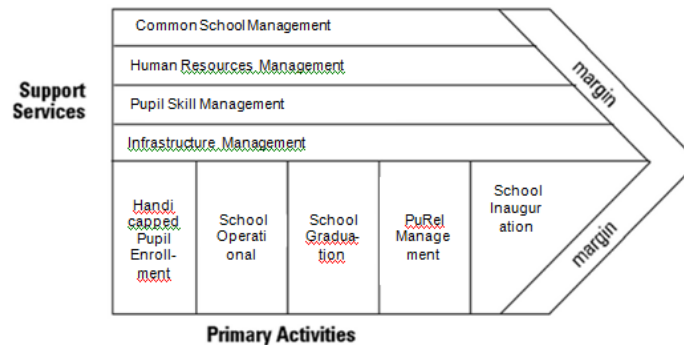 Common School Management
Human Resources Management
Support
Services
Pupil Skill Management
Infrastructure Management
margin
Handi
capped
Pupil
Enroll-
ment
School
Operati
onal
School
Gradua-
tion
PuRel
Manage
ment
School
Inaugur
ation
margin
Primary Activities